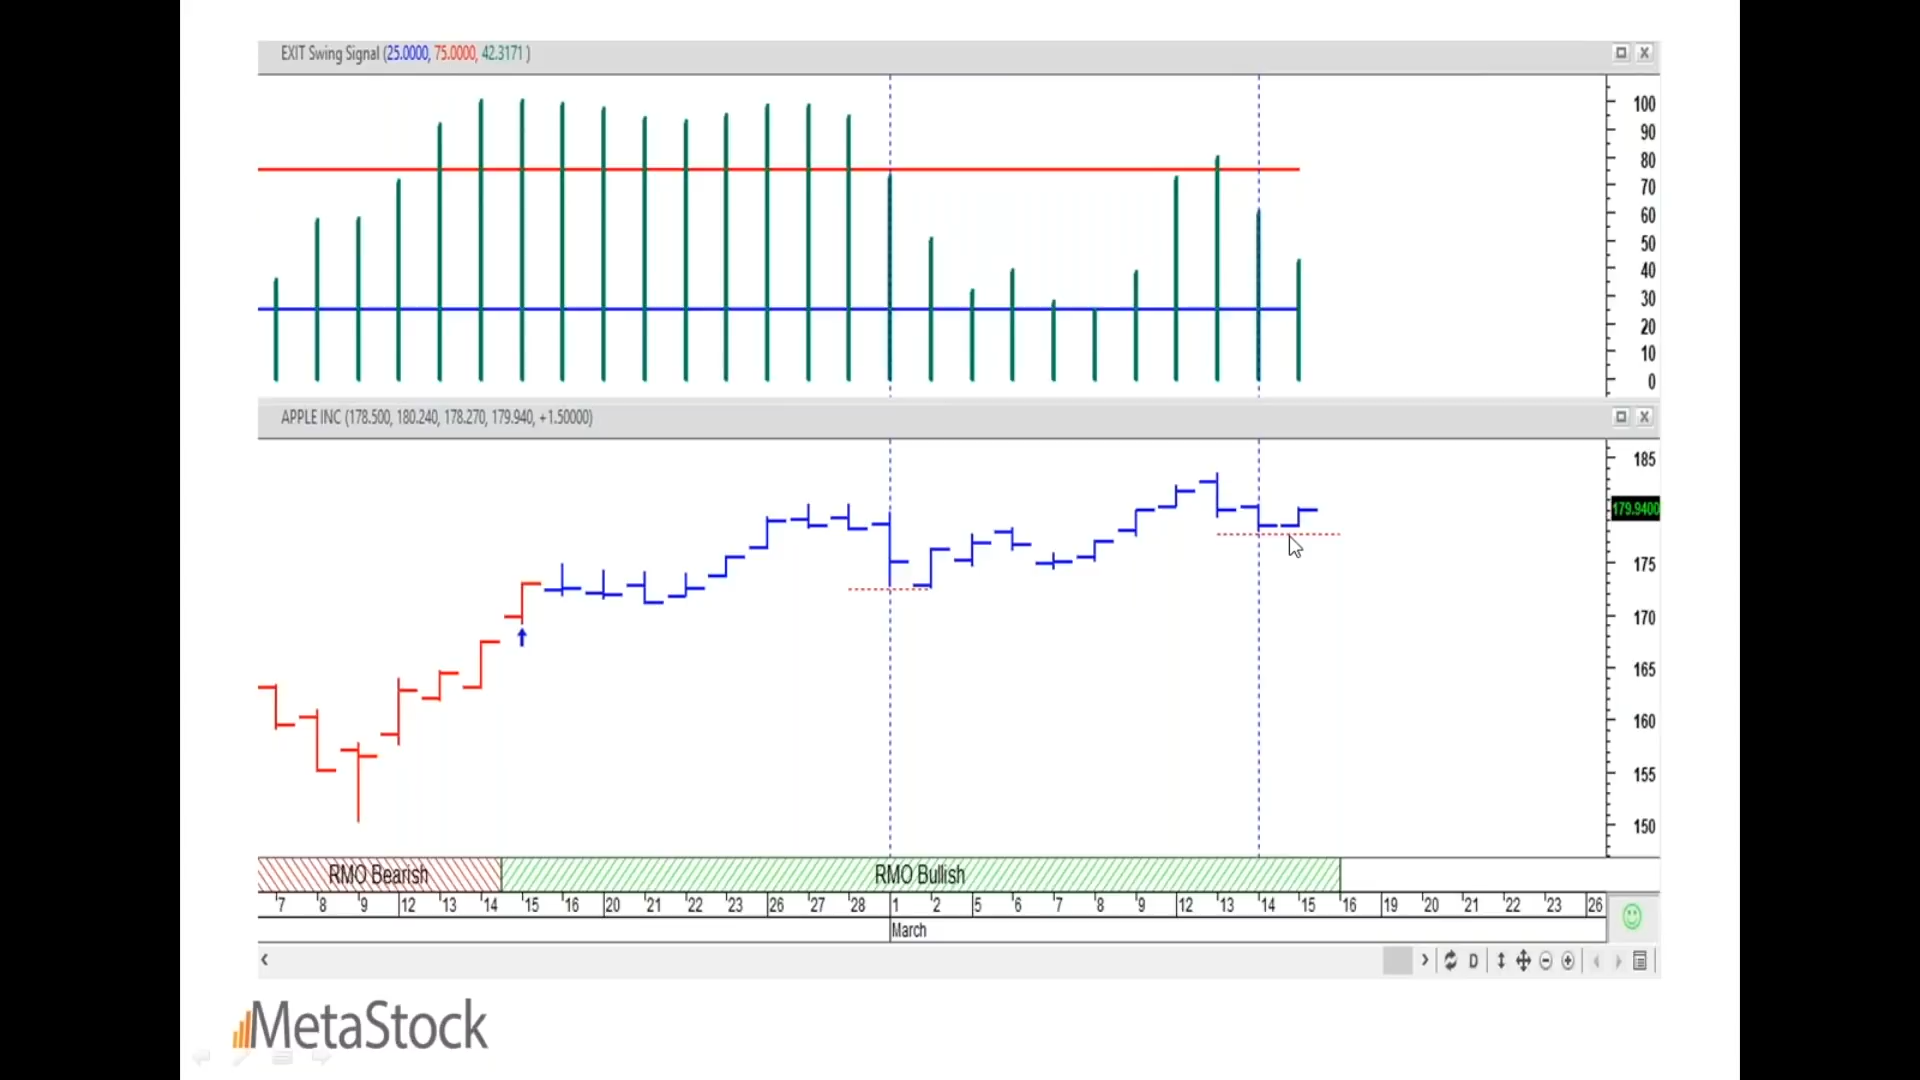 EXIT Swing Signal (25.0000, 75.0000, 42.3171 )
100
90
80
70
60
50
40
30
20
10
0
APPLE INC (178.500, 180.240, 178.270, 179.940, +1.50000)
185
179.9400
175
170
165
160
155
150
RMO Bearish RMO Bullish
7 8 9 12 13 14 15 16 20 21 22 23 26 27 28 1 2 5 6 7 8 9 12 13 14 15 16 19 20 21 22 23 26
March
D
MetaStock